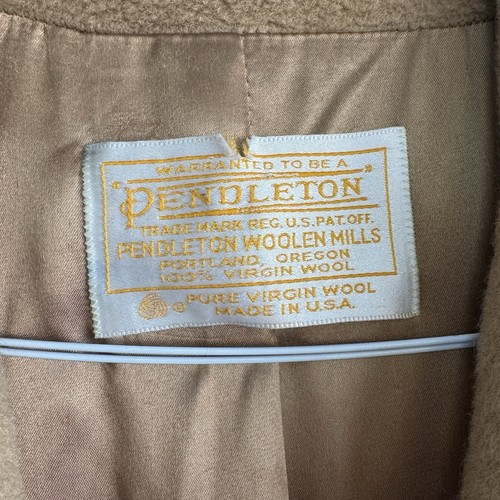 WARRANTED TO BE A
"PENDLETON"
TRADE MARK REG. U.S. PAT. OFF.
PENDLETON WOOLEN MILLS
PORTLAND, OREGON
100% VIRGIN WOOL
® PURE VIRGIN WOOL
MADE IN U.S.A.